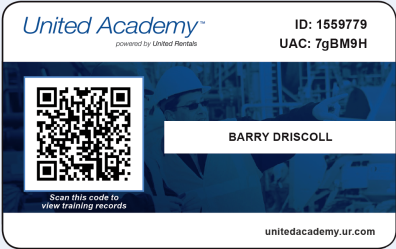 United Academy™
powered by United Rentals
ID: 1559779
UAC: 7gBM9H
BARRY DRISCOLL
Scan this code to
view training records
unitedacademy.ur.com